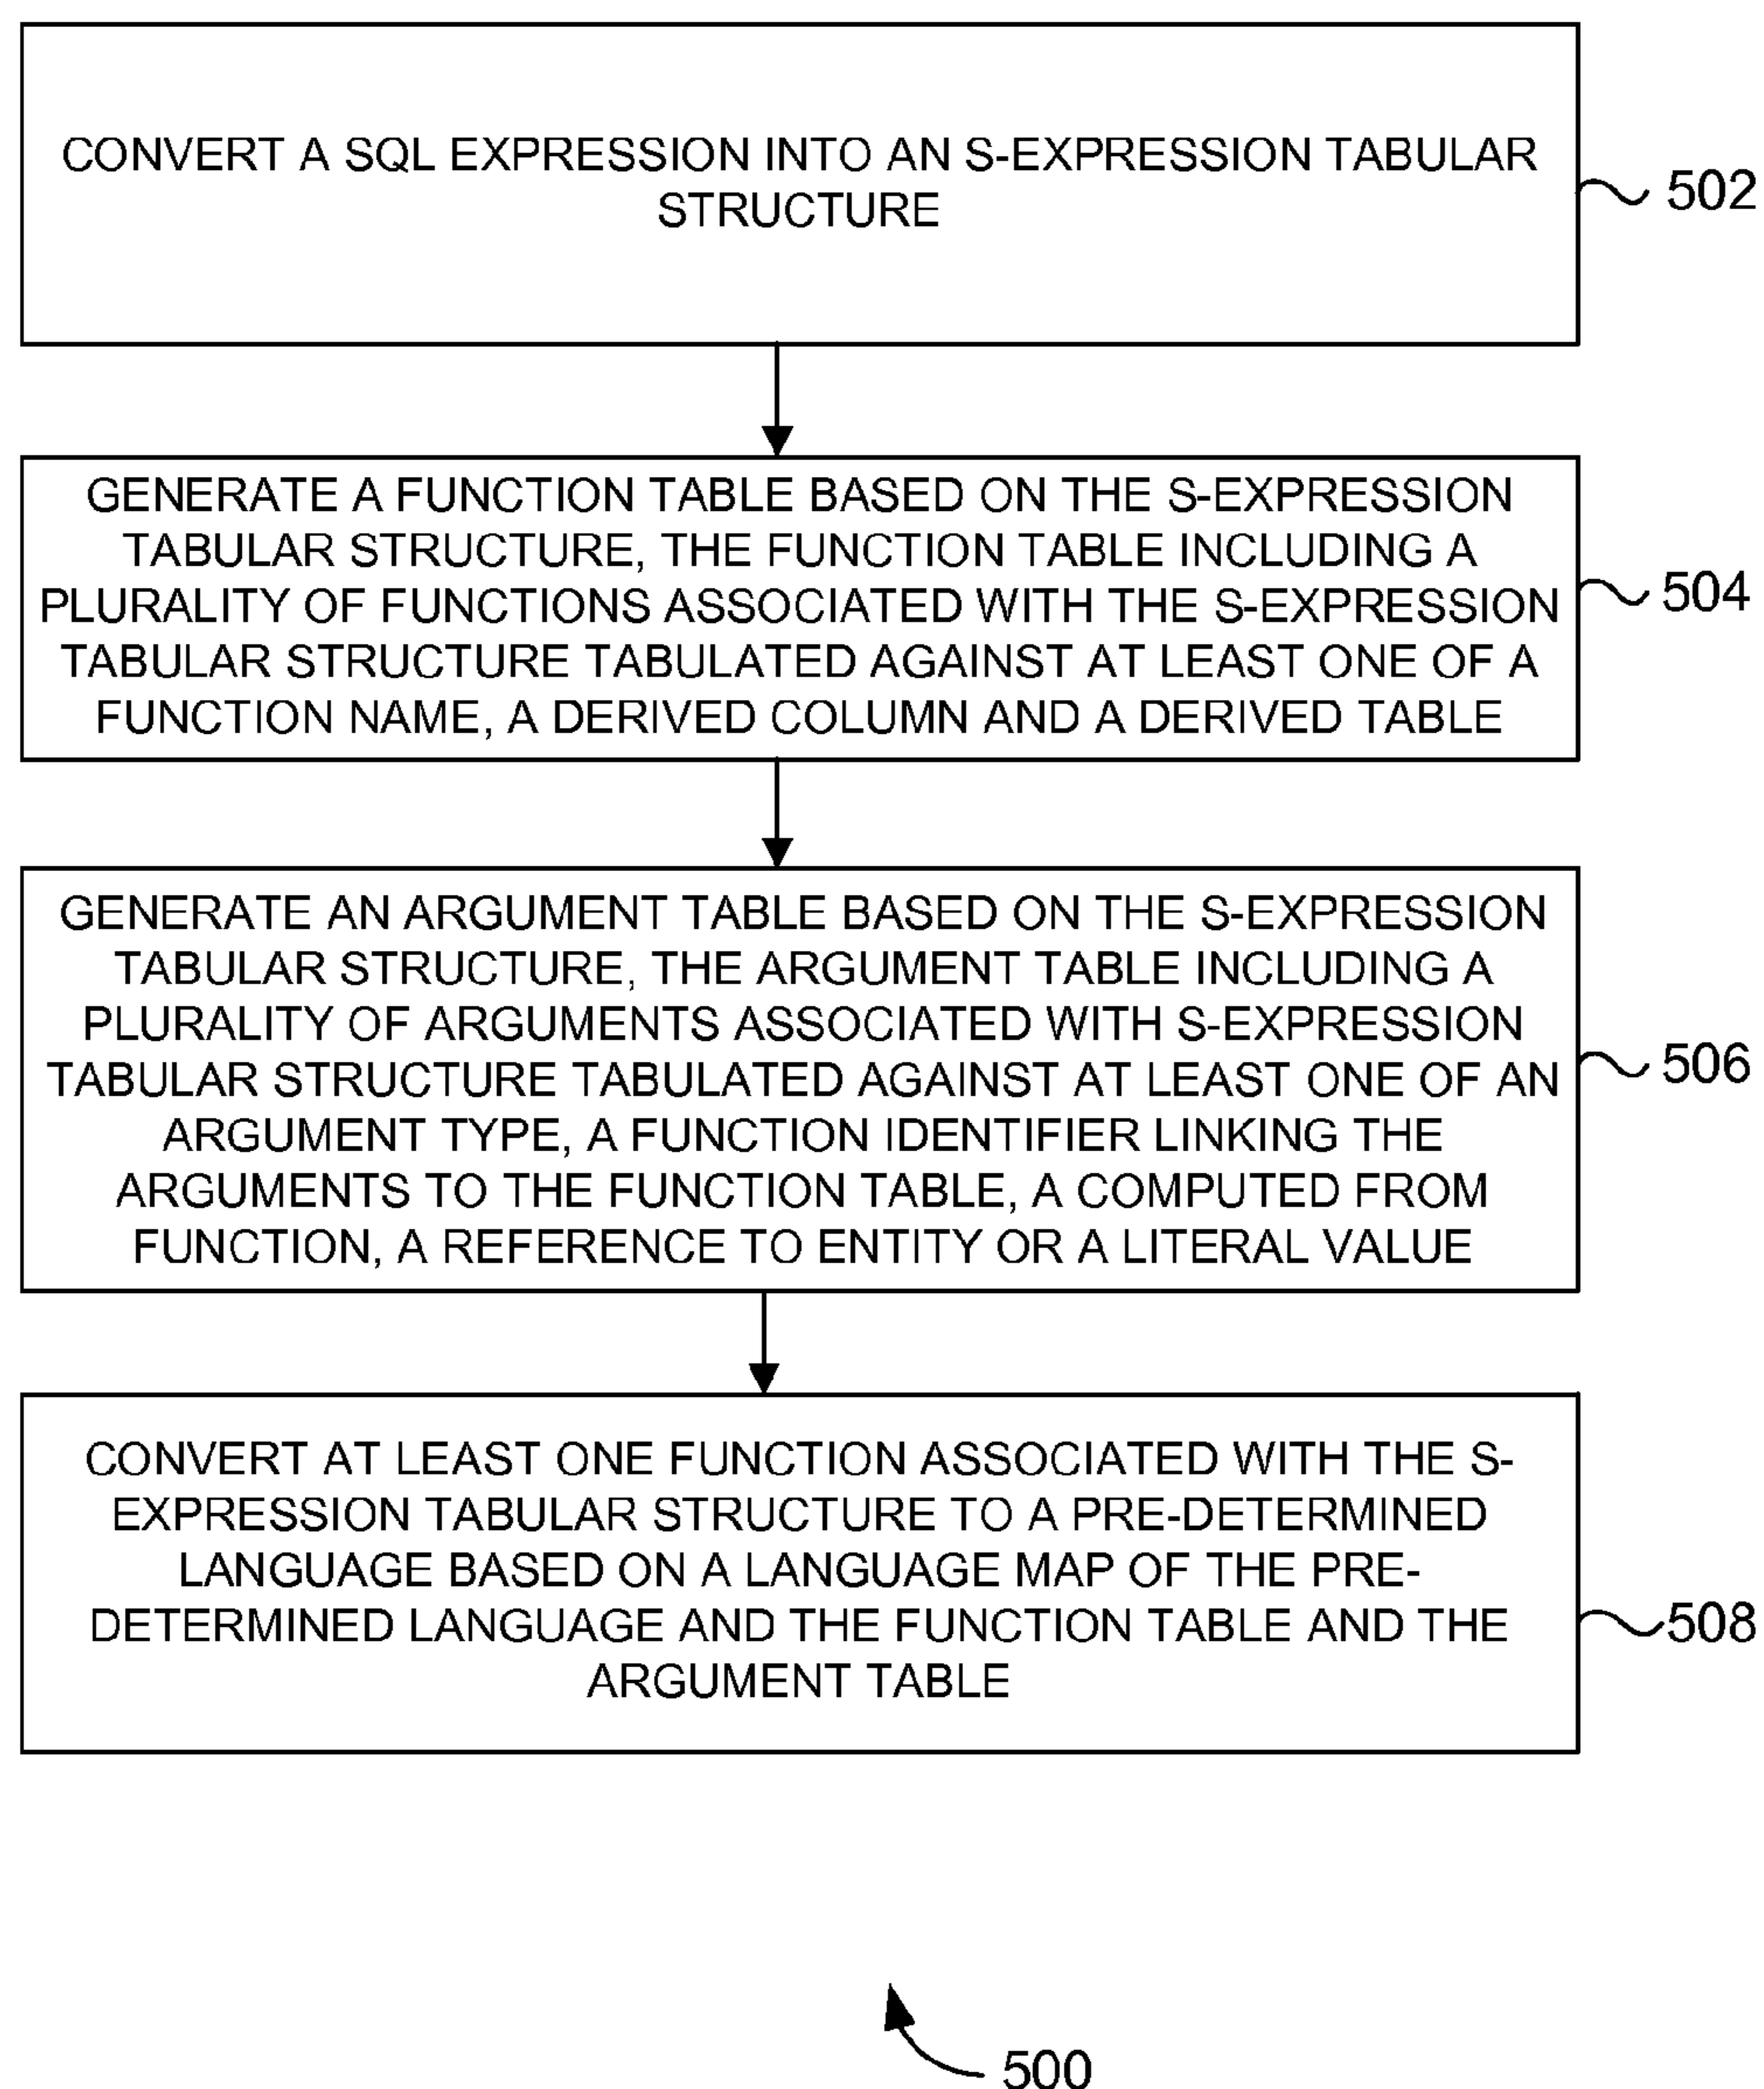 CONVERT A SQL EXPRESSION INTO AN S-EXPRESSION TABULAR
STRUCTURE
502
GENERATE A FUNCTION TABLE BASED ON THE S-EXPRESSION
TABULAR STRUCTURE, THE FUNCTION TABLE INCLUDING A
PLURALITY OF FUNCTIONS ASSOCIATED WITH THE S-EXPRESSION
TABULAR STRUCTURE TABULATED AGAINST AT LEAST ONE OF A
FUNCTION NAME, A DERIVED COLUMN AND A DERIVED TABLE
504
GENERATE AN ARGUMENT TABLE BASED ON THE S-EXPRESSION
TABULAR STRUCTURE, THE ARGUMENT TABLE INCLUDING A
PLURALITY OF ARGUMENTS ASSOCIATED WITH S-EXPRESSION
TABULAR STRUCTURE TABULATED AGAINST AT LEAST ONE OF AN
ARGUMENT TYPE, A FUNCTION IDENTIFIER LINKING THE
ARGUMENTS TO THE FUNCTION TABLE, A COMPUTED FROM
FUNCTION, A REFERENCE TO ENTITY OR A LITERAL VALUE
506
CONVERT AT LEAST ONE FUNCTION ASSOCIATED WITH THE S-
EXPRESSION TABULAR STRUCTURE TO A PRE-DETERMINED
LANGUAGE BASED ON A LANGUAGE MAP OF THE PRE-
DETERMINED LANGUAGE AND THE FUNCTION TABLE AND THE
ARGUMENT TABLE
508
500